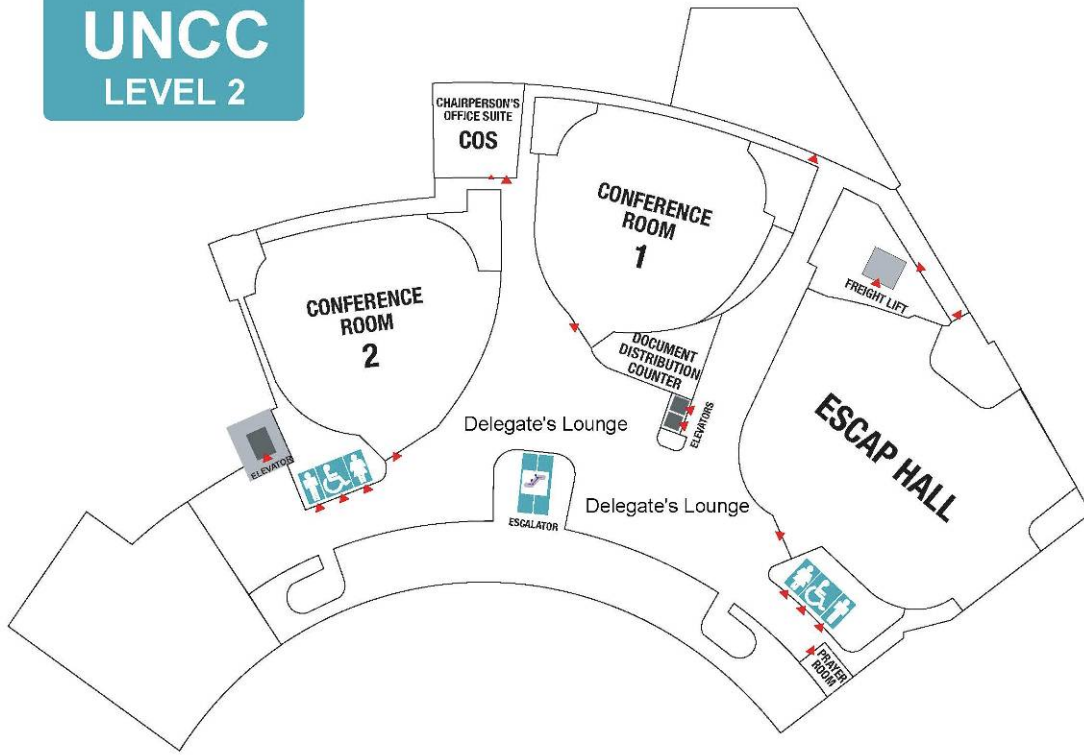 UNCC
LEVEL 2
CHAIRPERSON'S
OFFICE SUITE
COS
CONFERENCE
ROOM
1
CONFERENCE
ROOM
2
FREIGHT LIFT
DOCUMENT
DISTRIBUTION
COUNTER
ELEVATORS
ESCAP HALL
Delegate's Lounge
ELEVATOR
Delegate's Lounge
ESCALATOR
PRAYER
ROOM